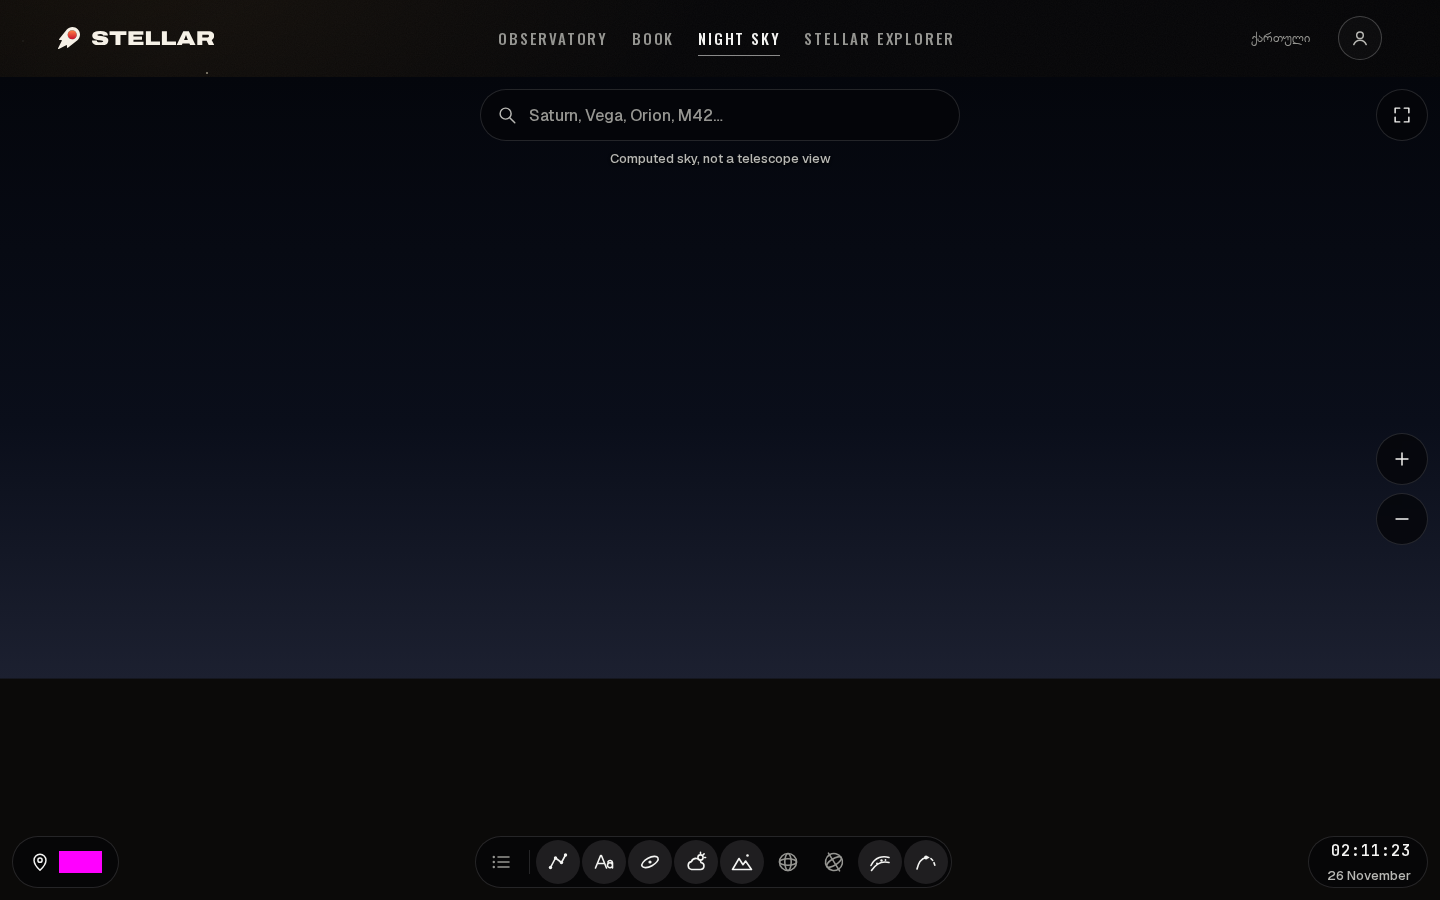 STELLAR
OBSERVATORY BOOK NIGHT SKY STELLAR EXPLORER
ქართული
Saturn, Vega, Orion, M42...
Computed sky, not a telescope view
Aa
02:11:23
26 November